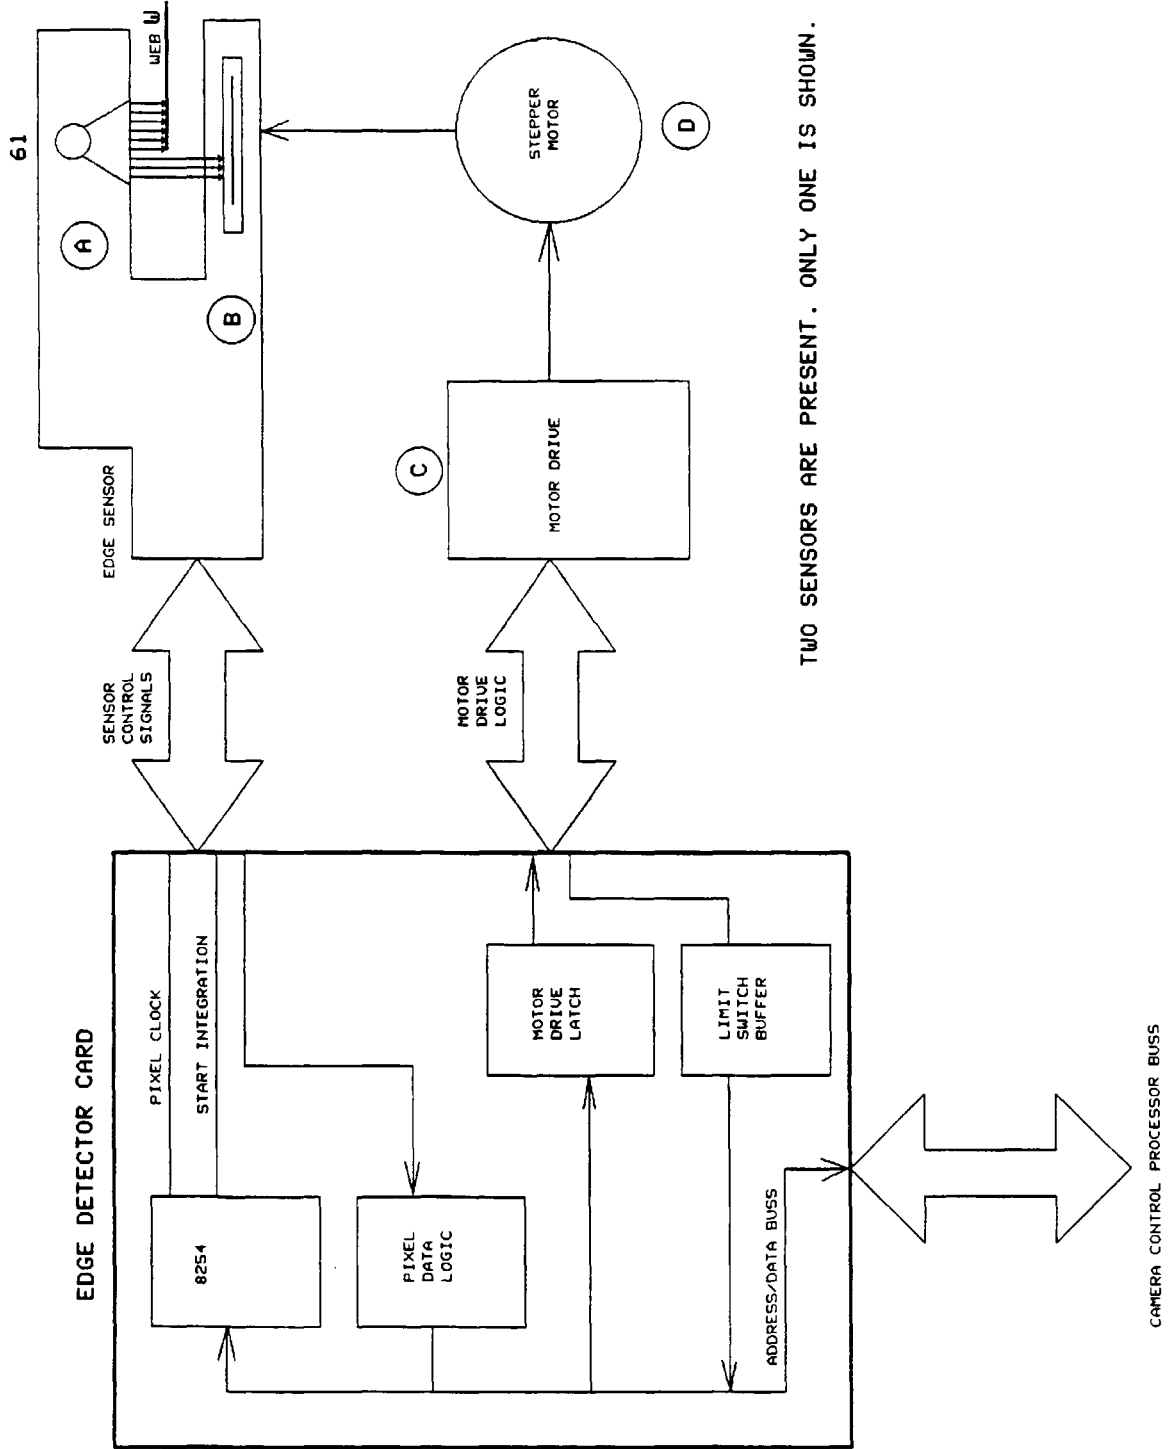 EDGE DETECTOR CARD
8254
PIXEL CLOCK
START INTEGRATION
PIXEL
DATA
LOGIC
MOTOR
DRIVE
LATCH
LIMIT
SWITCH
BUFFER
ADDRESS/DATA BUSS
CAMERA CONTROL PROCESSOR BUSS
SENSOR
CONTROL
SIGNALS
MOTOR
DRIVE
LOGIC
EDGE SENSOR
61
A
B
WEB W
C
MOTOR DRIVE
STEPPER
MOTOR
D
TWO SENSORS ARE PRESENT. ONLY ONE IS SHOWN.